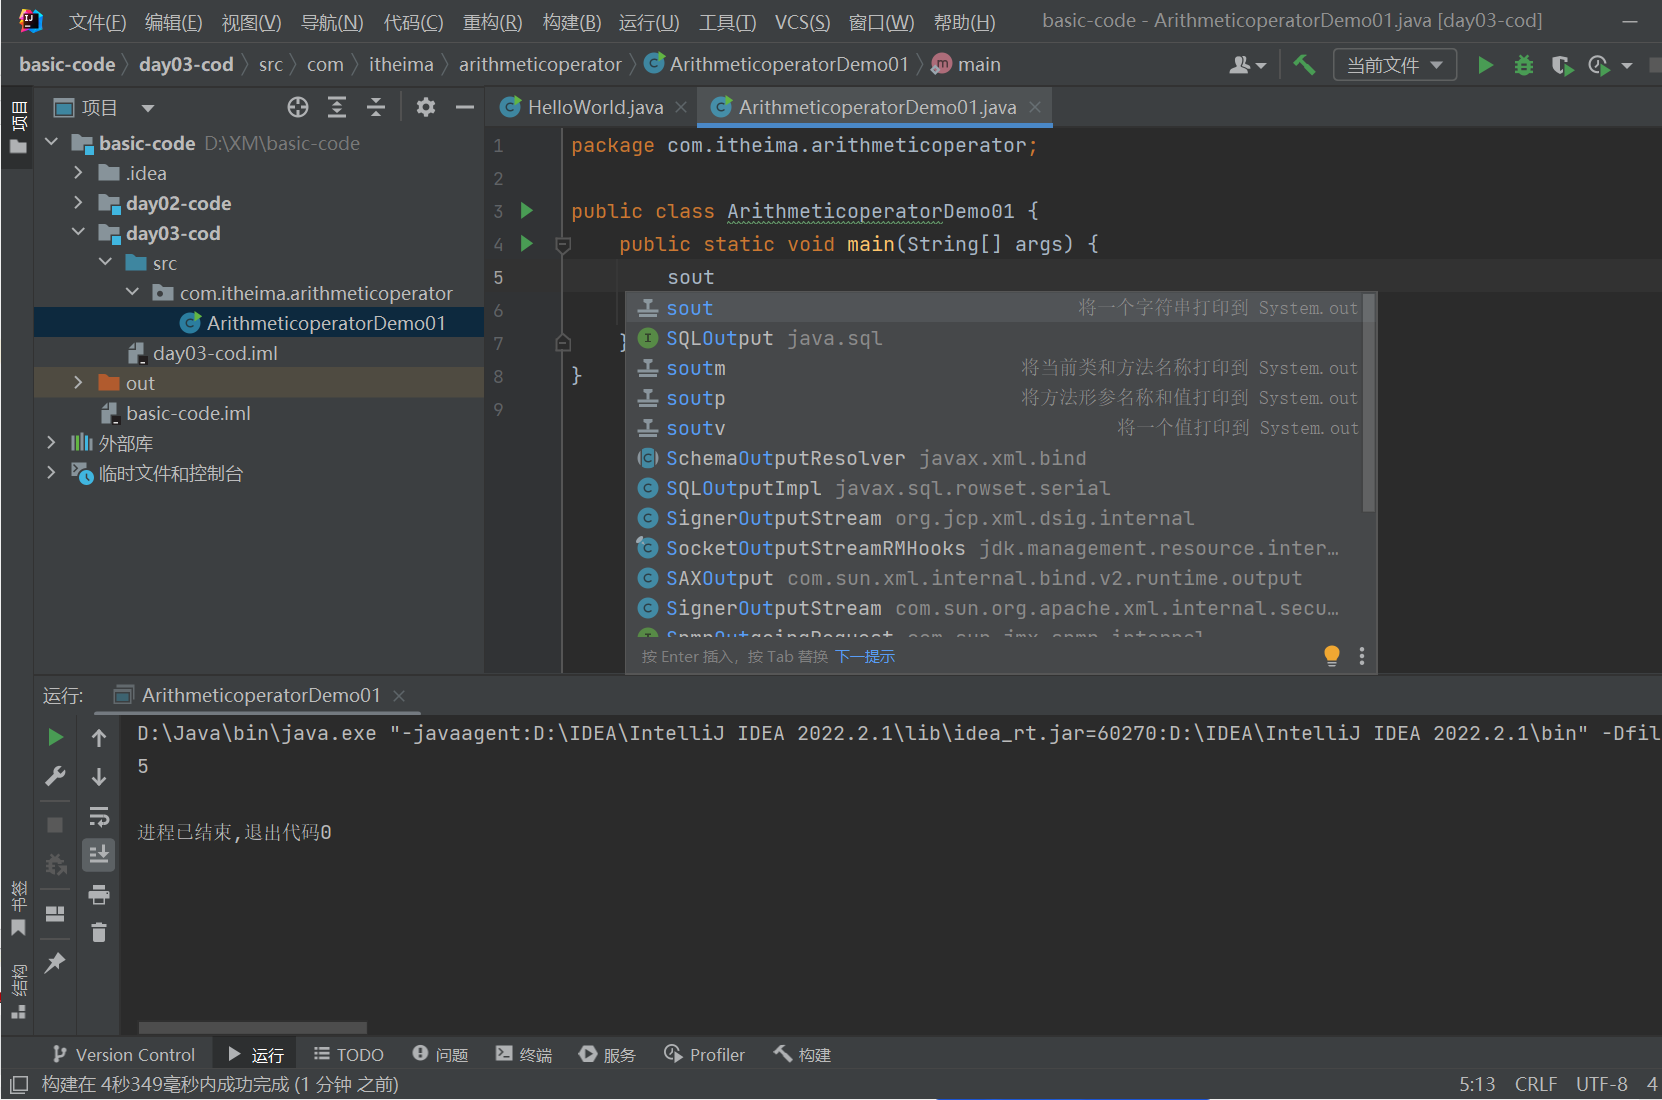 文件(F) 编辑(E) 视图(V) 导航(N) 代码(C) 重构(R) 构建(B) 运行(U) 工具(T) VCS(S) 窗口(W) 帮助(H) basic-code - ArithmeticoperatorDemo01.java [day03-cod]
basic-code day03-cod src com itheima arithmeticoperator ArithmeticoperatorDemo01 main 当前文件
项目
项目
basic-code D:\XM\basic-code
.idea
day02-code
day03-cod
src
com.itheima.arithmeticoperator
ArithmeticoperatorDemo01
day03-cod.iml
out
basic-code.iml
外部库
临时文件和控制台
HelloWorld.java ArithmeticoperatorDemo01.java
1 package com.itheima.arithmeticoperator;
2
3 public class ArithmeticoperatorDemo01 {
4 public static void main(String[] args) {
5 sout
6
7 }
8 }
9
sout 将一个字符串打印到 System.out
SQLOutput java.sql
soutm 将当前类和方法名称打印到 System.out
soutp 将方法形参名称和值打印到 System.out
soutv 将一个值打印到 System.out
SchemaOutputResolver javax.xml.bind
SQLOutputImpl javax.sql.rowset.serial
SignerOutputStream org.jcp.xml.dsig.internal
SocketOutputStreamRMHooks jdk.management.resource.inter…
SAXOutput com.sun.xml.internal.bind.v2.runtime.output
SignerOutputStream com.sun.org.apache.xml.internal.secu…
按 Enter 插入，按 Tab 替换 下一提示
运行: ArithmeticoperatorDemo01
D:\Java\bin\java.exe "-javaagent:D:\IDEA\IntelliJ IDEA 2022.2.1\lib\idea_rt.jar=60270:D:\IDEA\IntelliJ IDEA 2022.2.1\bin" -Dfil
5
进程已结束,退出代码0
书签
结构
Version Control 运行 TODO 问题 终端 服务 Profiler 构建
构建在 4秒349毫秒内成功完成 (1 分钟 之前) 5:13 CRLF UTF-8 4